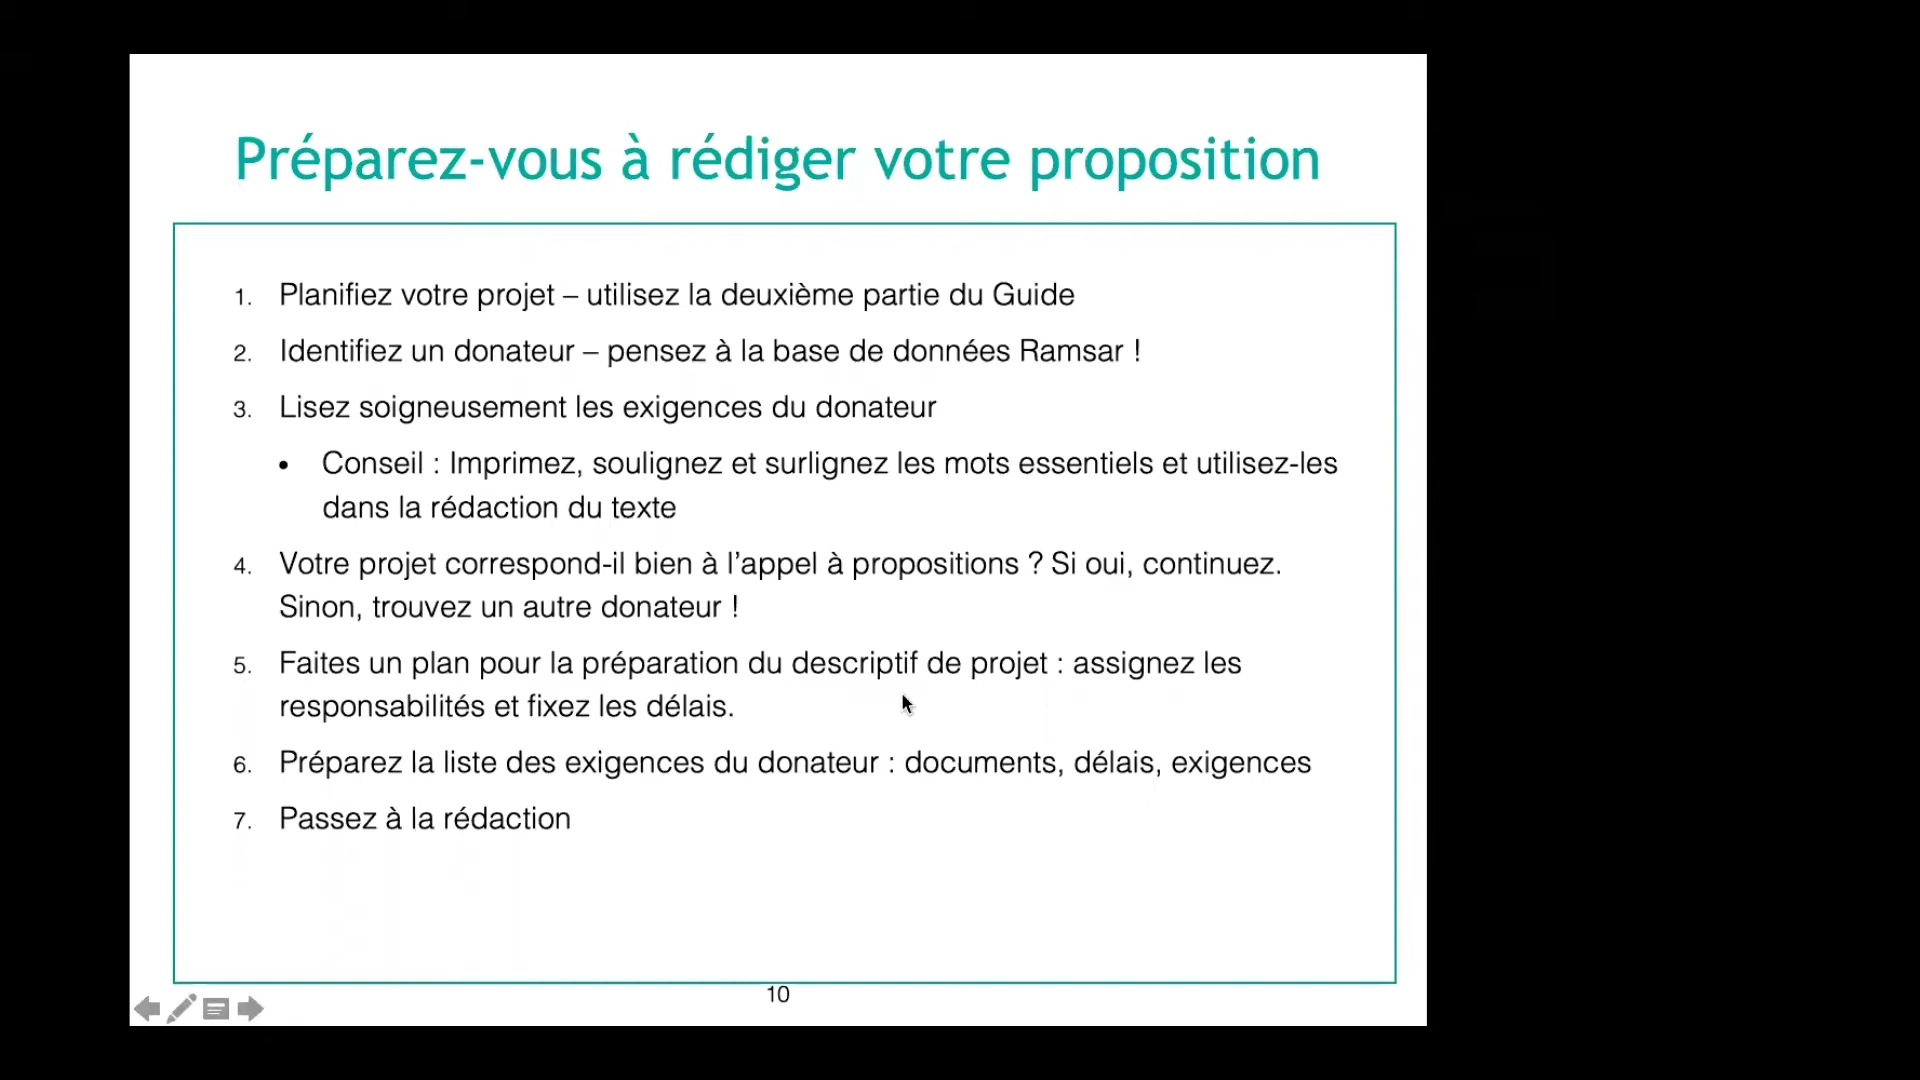 Préparez-vous à rédiger votre proposition
1. Planifiez votre projet – utilisez la deuxième partie du Guide
2. Identifiez un donateur – pensez à la base de données Ramsar !
3. Lisez soigneusement les exigences du donateur
• Conseil : Imprimez, soulignez et surlignez les mots essentiels et utilisez-les
dans la rédaction du texte
4. Votre projet correspond-il bien à l’appel à propositions ? Si oui, continuez.
Sinon, trouvez un autre donateur !
5. Faites un plan pour la préparation du descriptif de projet : assignez les
responsabilités et fixez les délais.
6. Préparez la liste des exigences du donateur : documents, délais, exigences
7. Passez à la rédaction
10